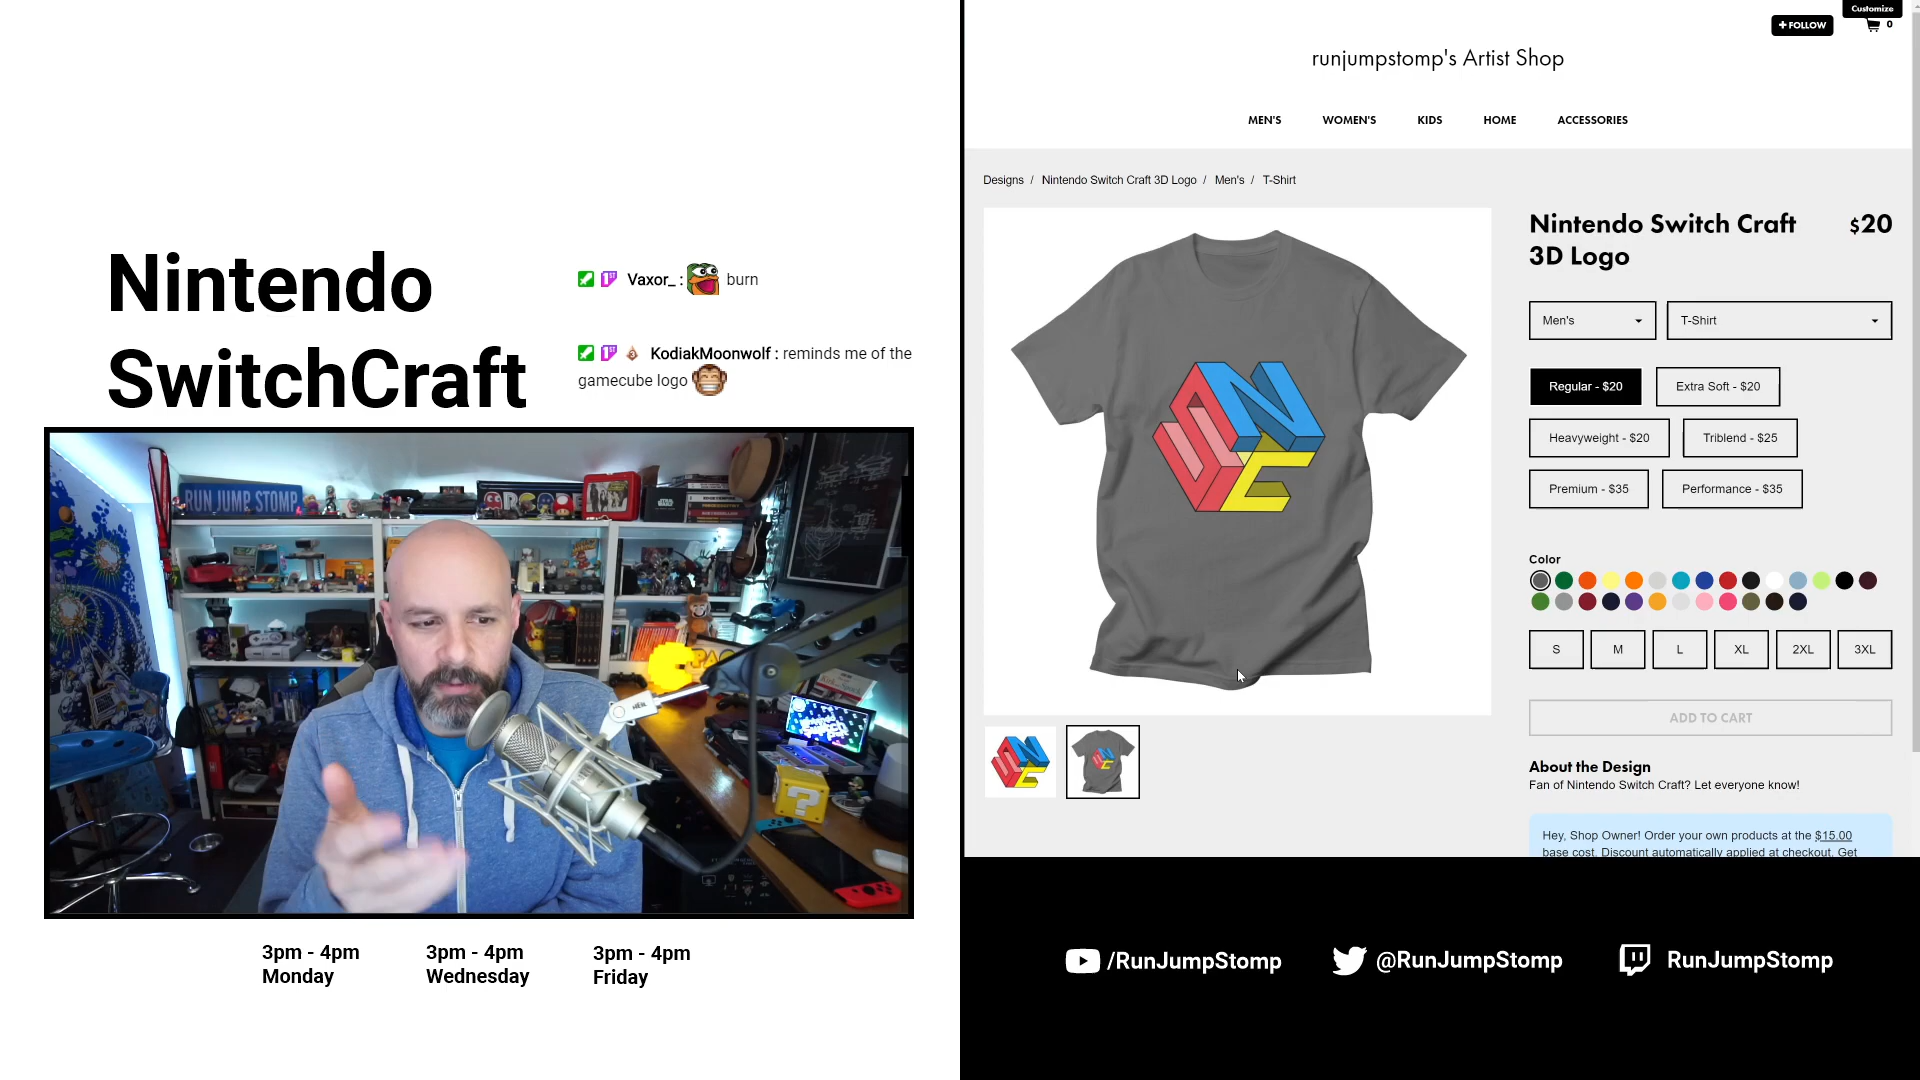 Nintendo
SwitchCraft
Vaxor_ : burn
KodiakMoonwolf : reminds me of the
gamecube logo
RUN JUMP STOMP
3pm - 4pm
Monday
3pm - 4pm
Wednesday
3pm - 4pm
Friday
Customize
+ FOLLOW
0
runjumpstomp's Artist Shop
MEN'S
WOMEN'S
KIDS
HOME
ACCESSORIES
Designs / Nintendo Switch Craft 3D Logo / Men's / T-Shirt
Nintendo Switch Craft
3D Logo
$20
Men's
T-Shirt
Regular - $20
Extra Soft - $20
Heavyweight - $20
Triblend - $25
Premium - $35
Performance - $35
Color
S
M
L
XL
2XL
3XL
ADD TO CART
About the Design
Fan of Nintendo Switch Craft? Let everyone know!
Hey, Shop Owner! Order your own products at the $15.00
base cost. Discount automatically applied at checkout. Get
/RunJumpStomp
@RunJumpStomp
RunJumpStomp